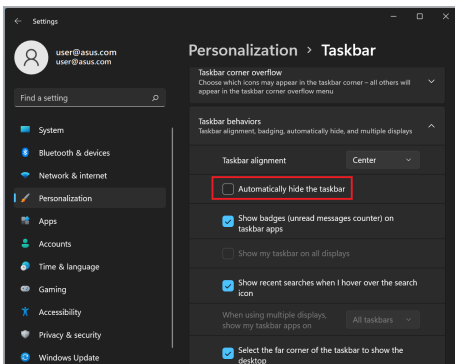 Settings
user@asus.com
user@asus.com
Find a setting
System
Bluetooth & devices
Network & internet
Personalization
Apps
Accounts
Time & language
Gaming
Accessibility
Privacy & security
Windows Update
Personalization > Taskbar
Taskbar corner overflow
Choose which icons may appear in the taskbar corner – all others will
appear in the taskbar corner overflow menu
Taskbar behaviors
Taskbar alignment, badging, automatically hide, and multiple displays
Taskbar alignment
Center
Automatically hide the taskbar
Show badges (unread messages counter) on
taskbar apps
Show my taskbar on all displays
Show recent searches when I hover over the search
icon
When using multiple displays,
show my taskbar apps on
All taskbars
Select the far corner of the taskbar to show the
desktop